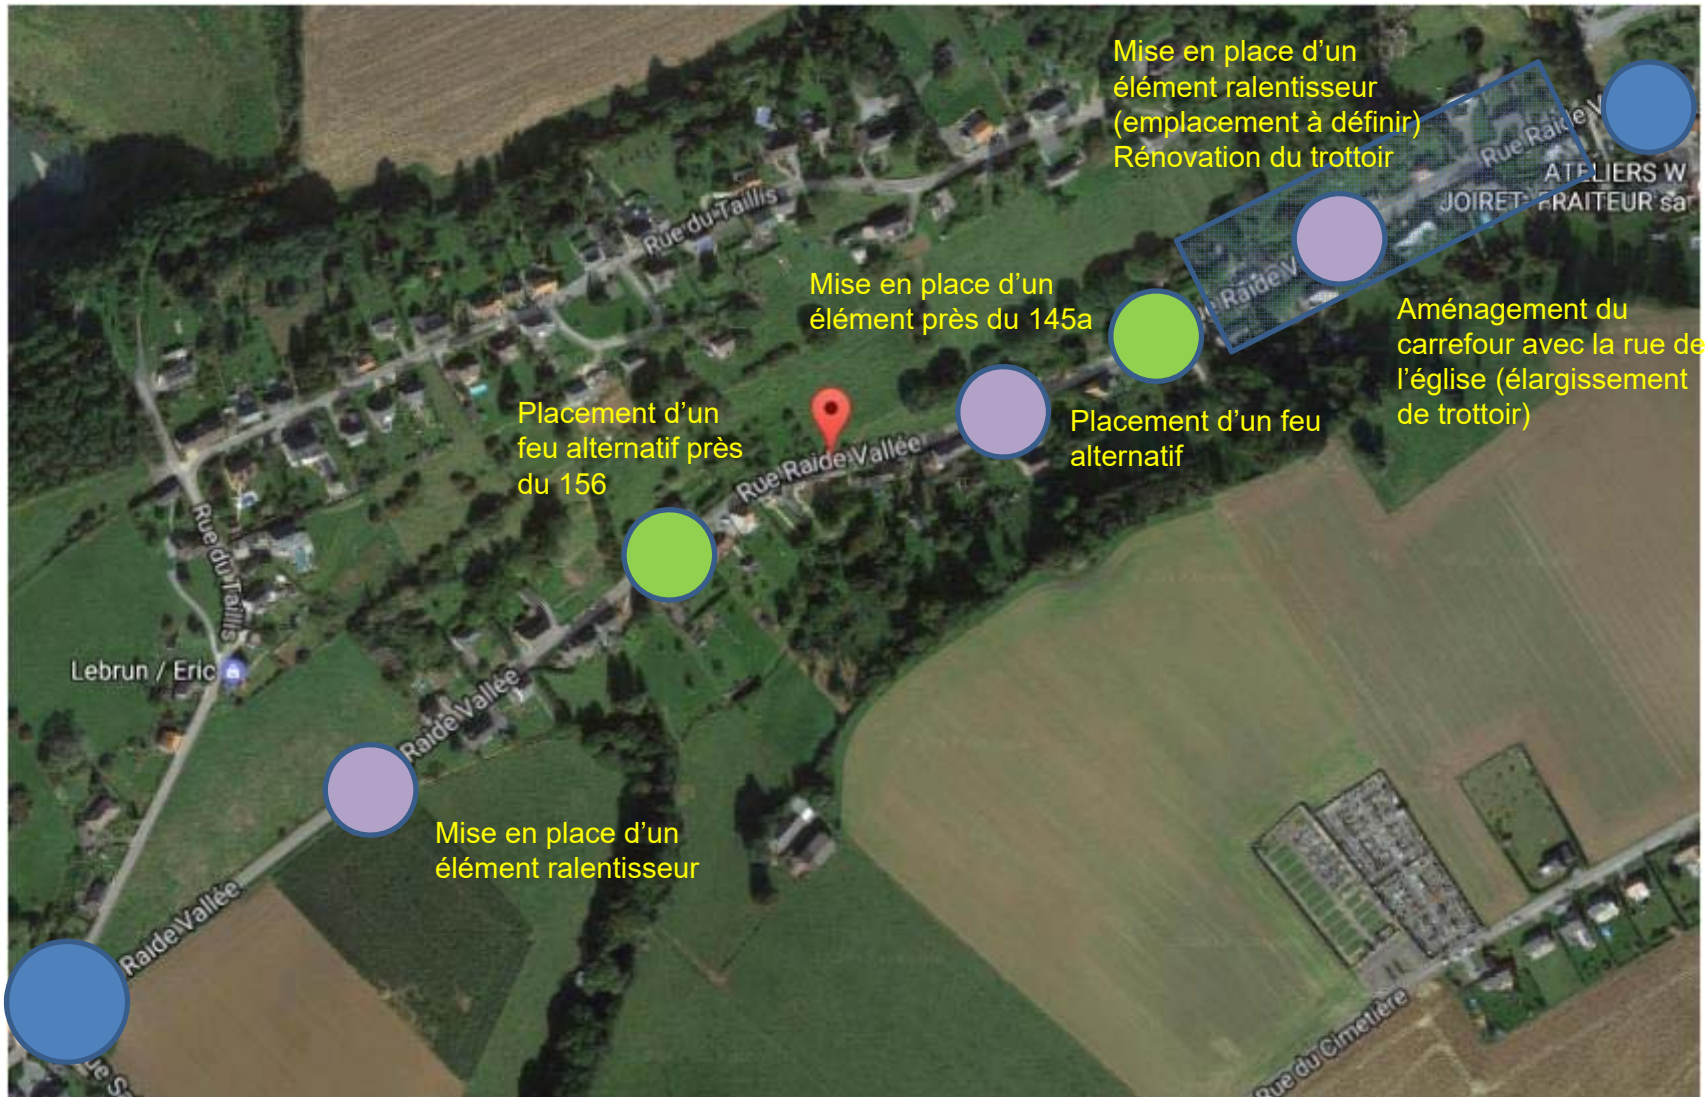 Mise en place d’un
élément ralentisseur
(emplacement à définir)
Rénovation du trottoir
Rue Raide V
ATELIERS W
JOIRET- FRAITEUR sa
Rue du Taillis
Mise en place d’un
élément près du 145a
Rue Raide V
Aménagement du
carrefour avec la rue de
l’église (élargissement
de trottoir)
Placement d’un
feu alternatif près
du 156
Placement d’un feu
alternatif
Rue Raide Vallée
Rue du Taillis
Lebrun / Eric
Raide Vallée
Mise en place d’un
élément ralentisseur
Raide Vallée
Rue du Cimetière